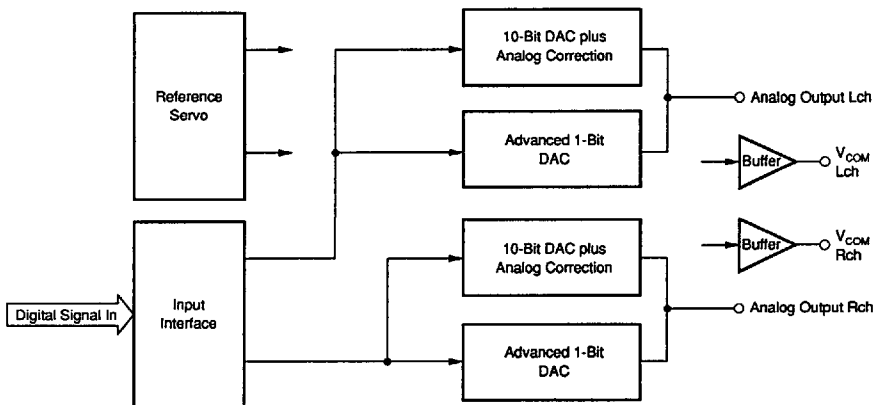 10-Bit DAC plus
Analog Correction
Reference
Servo
Analog Output Lch
Advanced 1-Bit
DAC
Buffer
VCOM
Lch
10-Bit DAC plus
Analog Correction
Buffer
VCOM
Rch
Digital Signal In
Input
Interface
Analog Output Rch
Advanced 1-Bit
DAC